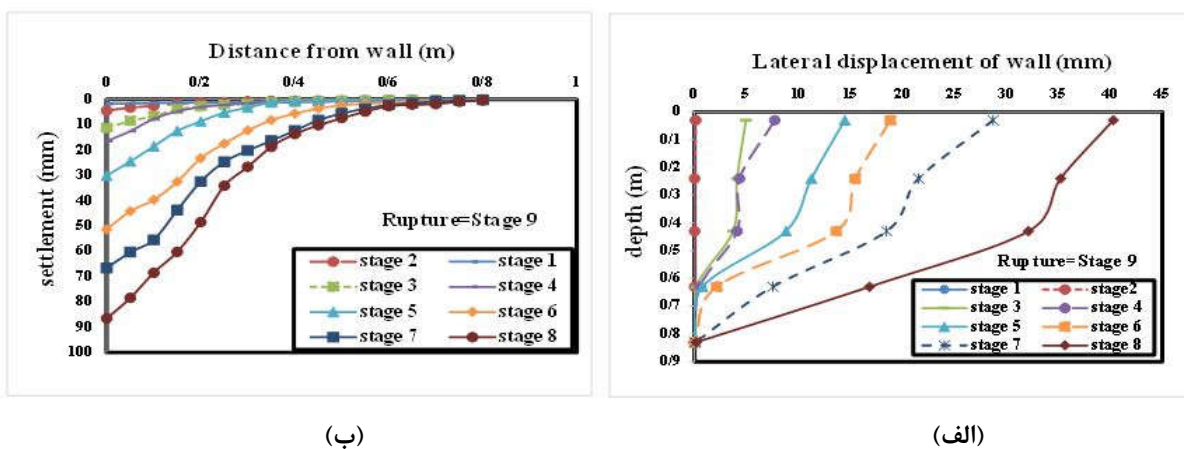 Distance from wall (m)
0 0/2 0/4 0/6 0/8 1
settlement (mm)
0
10
20
30
40
50
60
70
80
90
100
Rupture=Stage 9
stage 2 stage 1
stage 3 stage 4
stage 5 stage 6
stage 7 stage 8
(ب)
Lateral displacement of wall (mm)
0 5 10 15 20 25 30 35 40 45
depth (m)
0
0/1
0/2
0/3
0/4
0/5
0/6
0/7
0/8
0/9
Rupture=Stage 9
stage 1 stage2
stage 3 stage 4
stage 5 stage 6
stage 7 stage 8
(الف)